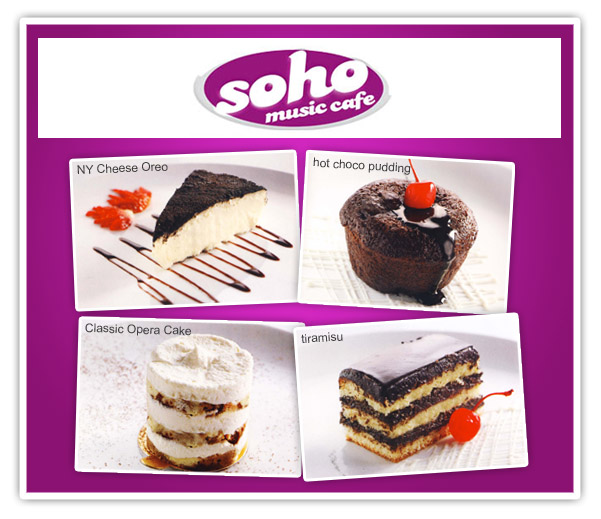 soho
music cafe
NY Cheese Oreo
hot choco pudding
Classic Opera Cake
tiramisu